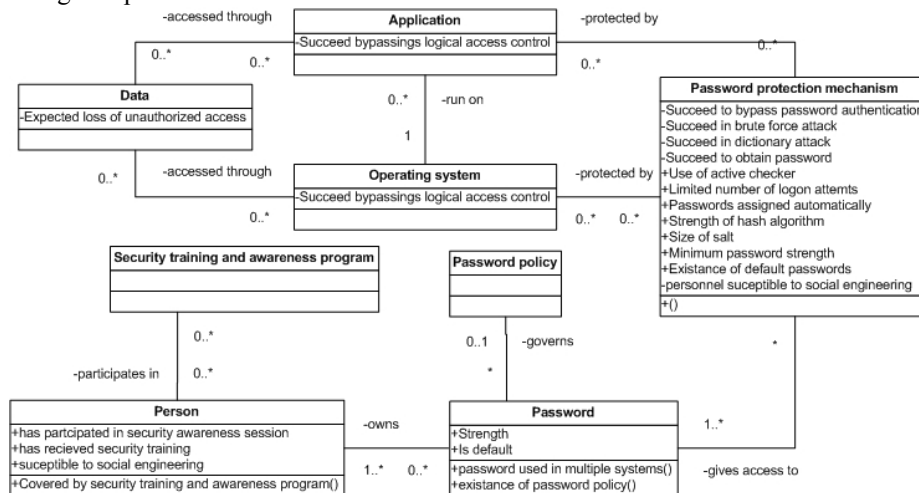 -accessed through
Application
-protected by
-Succeed bypassings logical access control
0..*
0..*
0..*
0..*
Data
-Expected loss of unauthorized access
0..*
-run on
1
Password protection mechanism
-Succeed to bypass password authentication
-Succeed in brute force attack
-Succeed in dictionary attack
-Succeed to obtain password
+Use of active checker
+Limited number of logon attemts
+Passwords assigned automatically
+Strength of hash algorithm
+Size of salt
+Minimum password strength
+Existance of default passwords
-personnel suceptible to social engineering
+()
0..*
-accessed through
0..*
Operating system
-Succeed bypassings logical access control
-protected by
0..*
0..*
Security training and awareness program
Password policy
0..*
-participates in
0..*
0..1
-governs
*
*
Person
+has partcipated in security awareness session
+has recieved security training
+suceptible to social engineering
+Covered by security training and awareness program()
-owns
1..*
0..*
Password
+Strength
+Is default
+password used in multiple systems()
+existance of password policy()
1..*
-gives access to